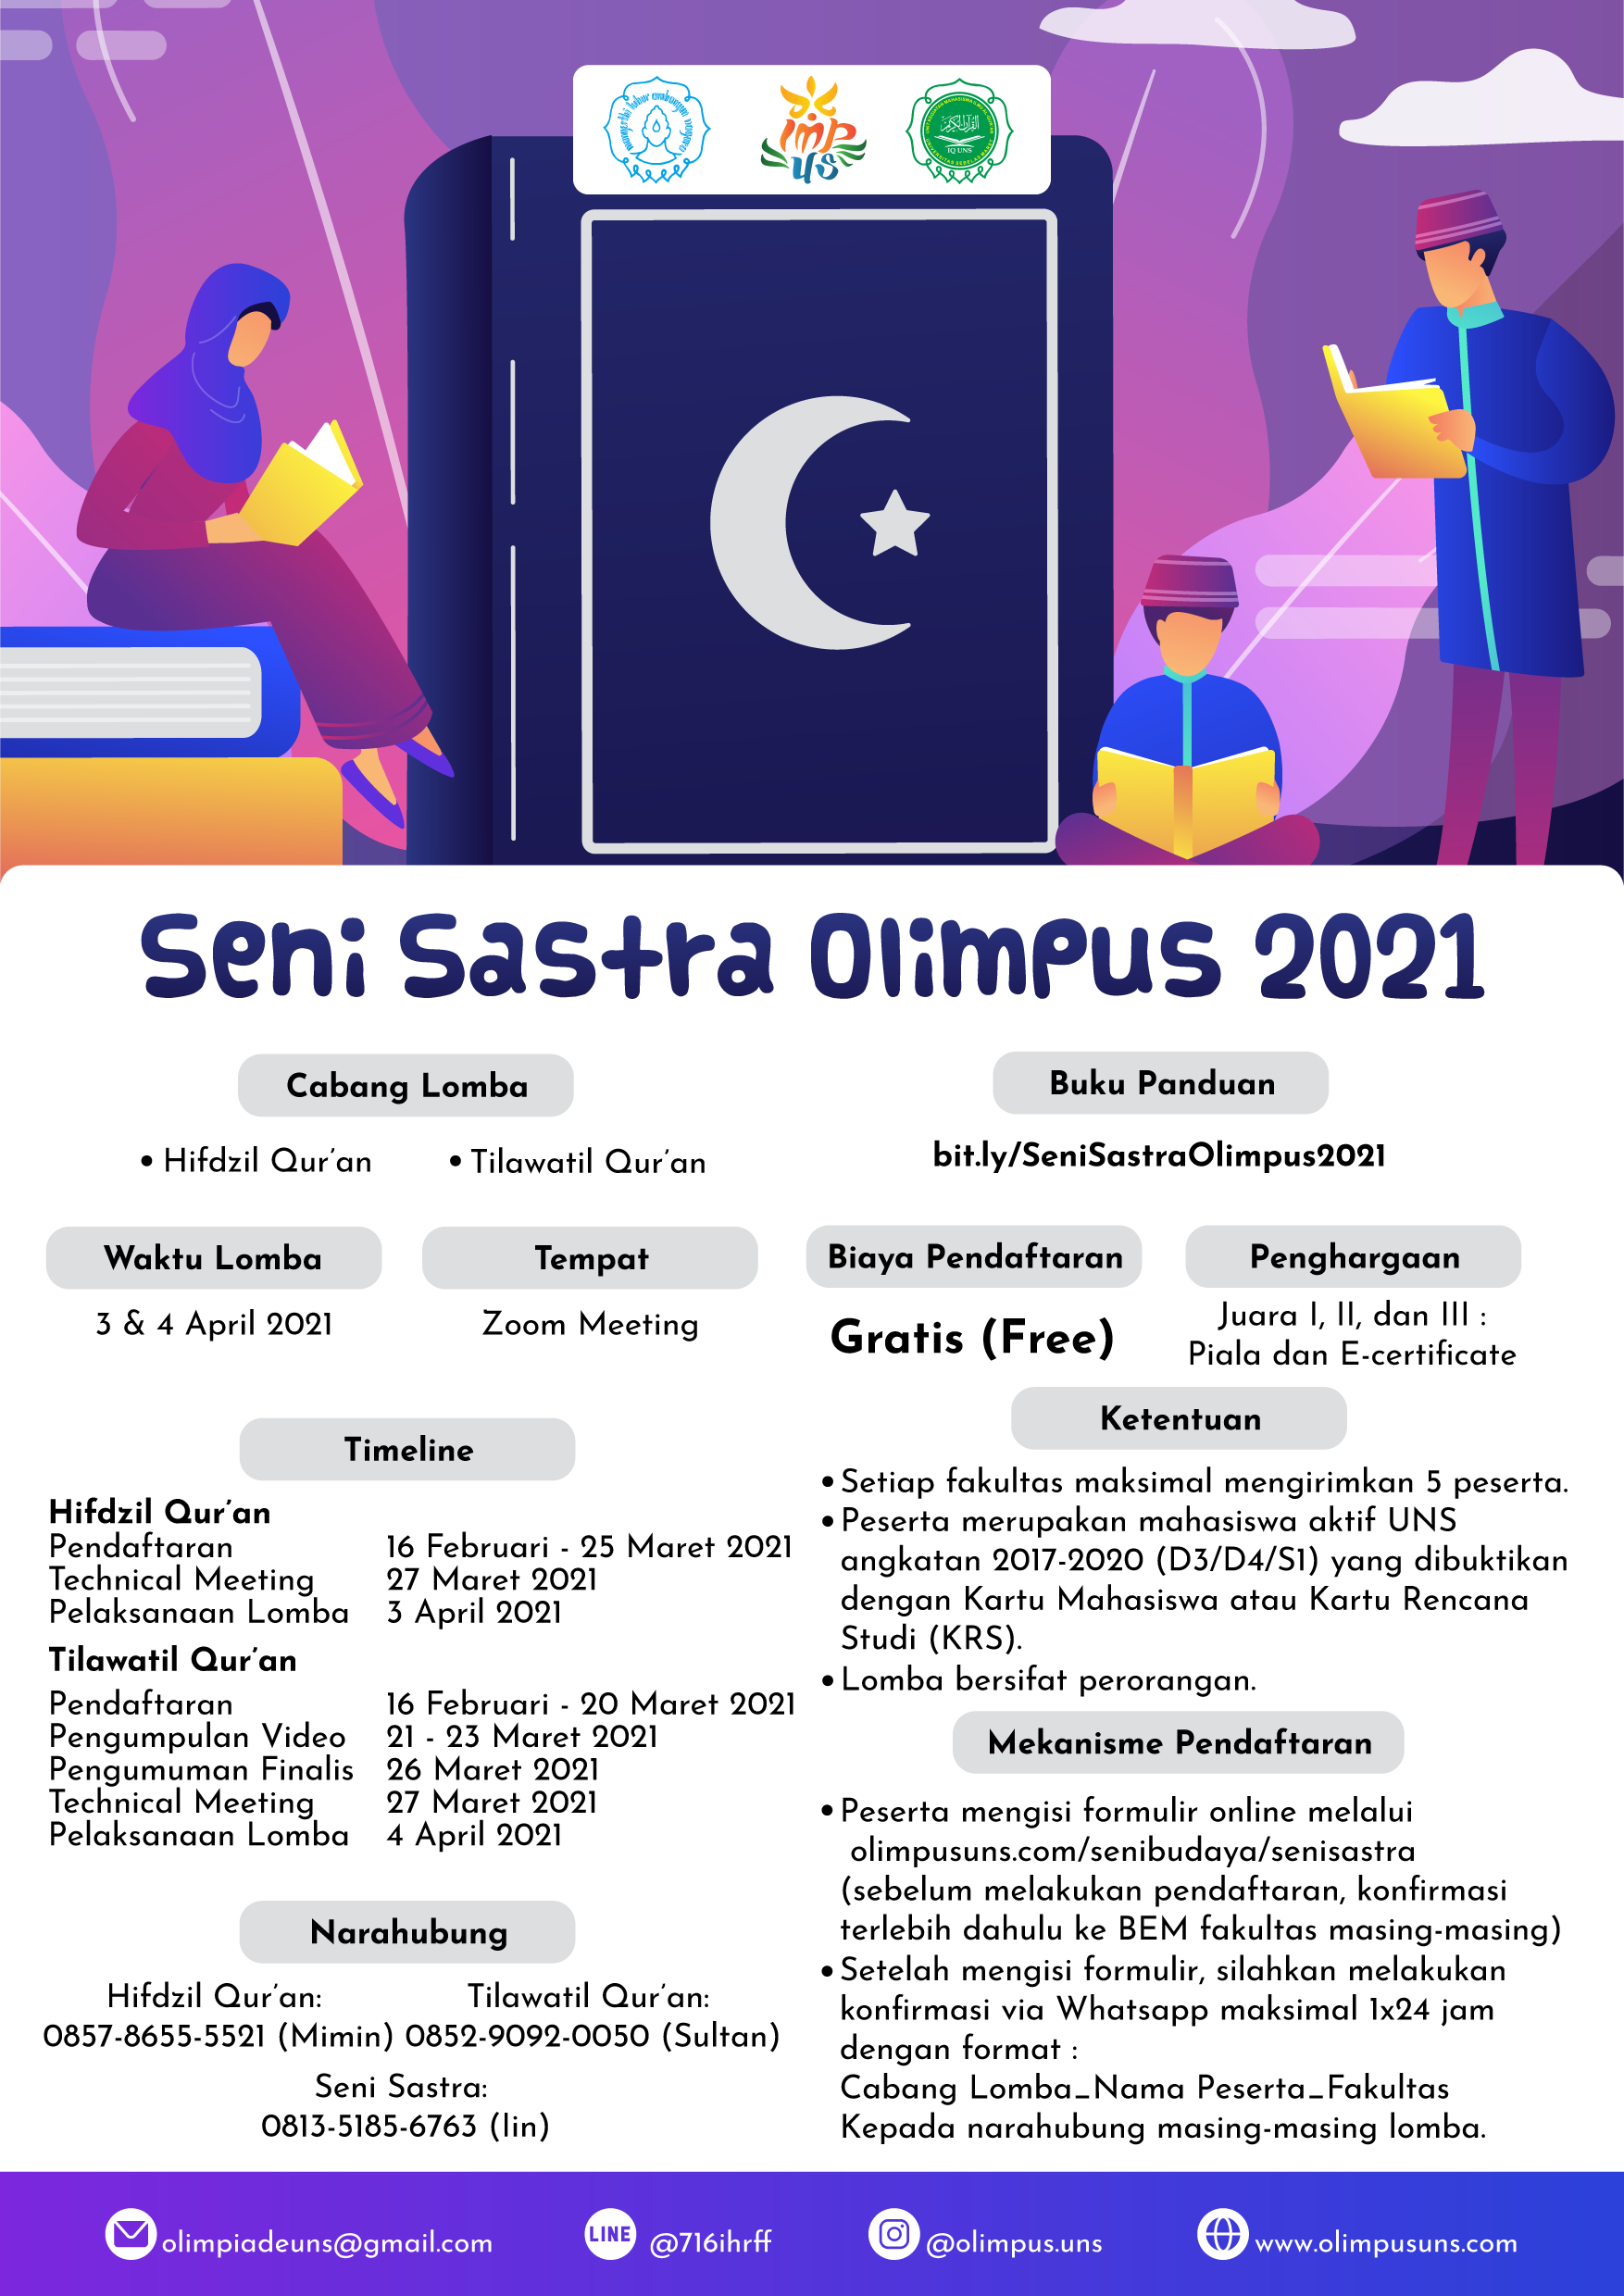 mangesthi luhur ambangun nagara
IMP
US
القرآن الكريم
IQ UNS
Seni Sastra Olimpus 2021
Cabang Lomba
• Hifdzil Qur’an
• Tilawatil Qur’an
Waktu Lomba
3 & 4 April 2021
Tempat
Zoom Meeting
Timeline
Hifdzil Qur’an
Pendaftaran 16 Februari - 25 Maret 2021
Technical Meeting 27 Maret 2021
Pelaksanaan Lomba 3 April 2021
Tilawatil Qur’an
Pendaftaran 16 Februari - 20 Maret 2021
Pengumpulan Video 21 - 23 Maret 2021
Pengumuman Finalis 26 Maret 2021
Technical Meeting 27 Maret 2021
Pelaksanaan Lomba 4 April 2021
Narahubung
Hifdzil Qur’an:
0857-8655-5521 (Mimin)
Tilawatil Qur’an:
0852-9092-0050 (Sultan)
Seni Sastra:
0813-5185-6763 (lin)
Buku Panduan
bit.ly/SeniSastraOlimpus2021
Biaya Pendaftaran
Gratis (Free)
Penghargaan
Juara I, II, dan III :
Piala dan E-certificate
Ketentuan
• Setiap fakultas maksimal mengirimkan 5 peserta.
• Peserta merupakan mahasiswa aktif UNS
angkatan 2017-2020 (D3/D4/S1) yang dibuktikan
dengan Kartu Mahasiswa atau Kartu Rencana
Studi (KRS).
• Lomba bersifat perorangan.
Mekanisme Pendaftaran
• Peserta mengisi formulir online melalui
olimpusuns.com/senibudaya/senisastra
(sebelum melakukan pendaftaran, konfirmasi
terlebih dahulu ke BEM fakultas masing-masing)
• Setelah mengisi formulir, silahkan melakukan
konfirmasi via Whatsapp maksimal 1x24 jam
dengan format :
Cabang Lomba_Nama Peserta_Fakultas
Kepada narahubung masing-masing lomba.
olimpiadeuns@gmail.com
LINE @716ihrff
@olimpus.uns
www.olimpusuns.com